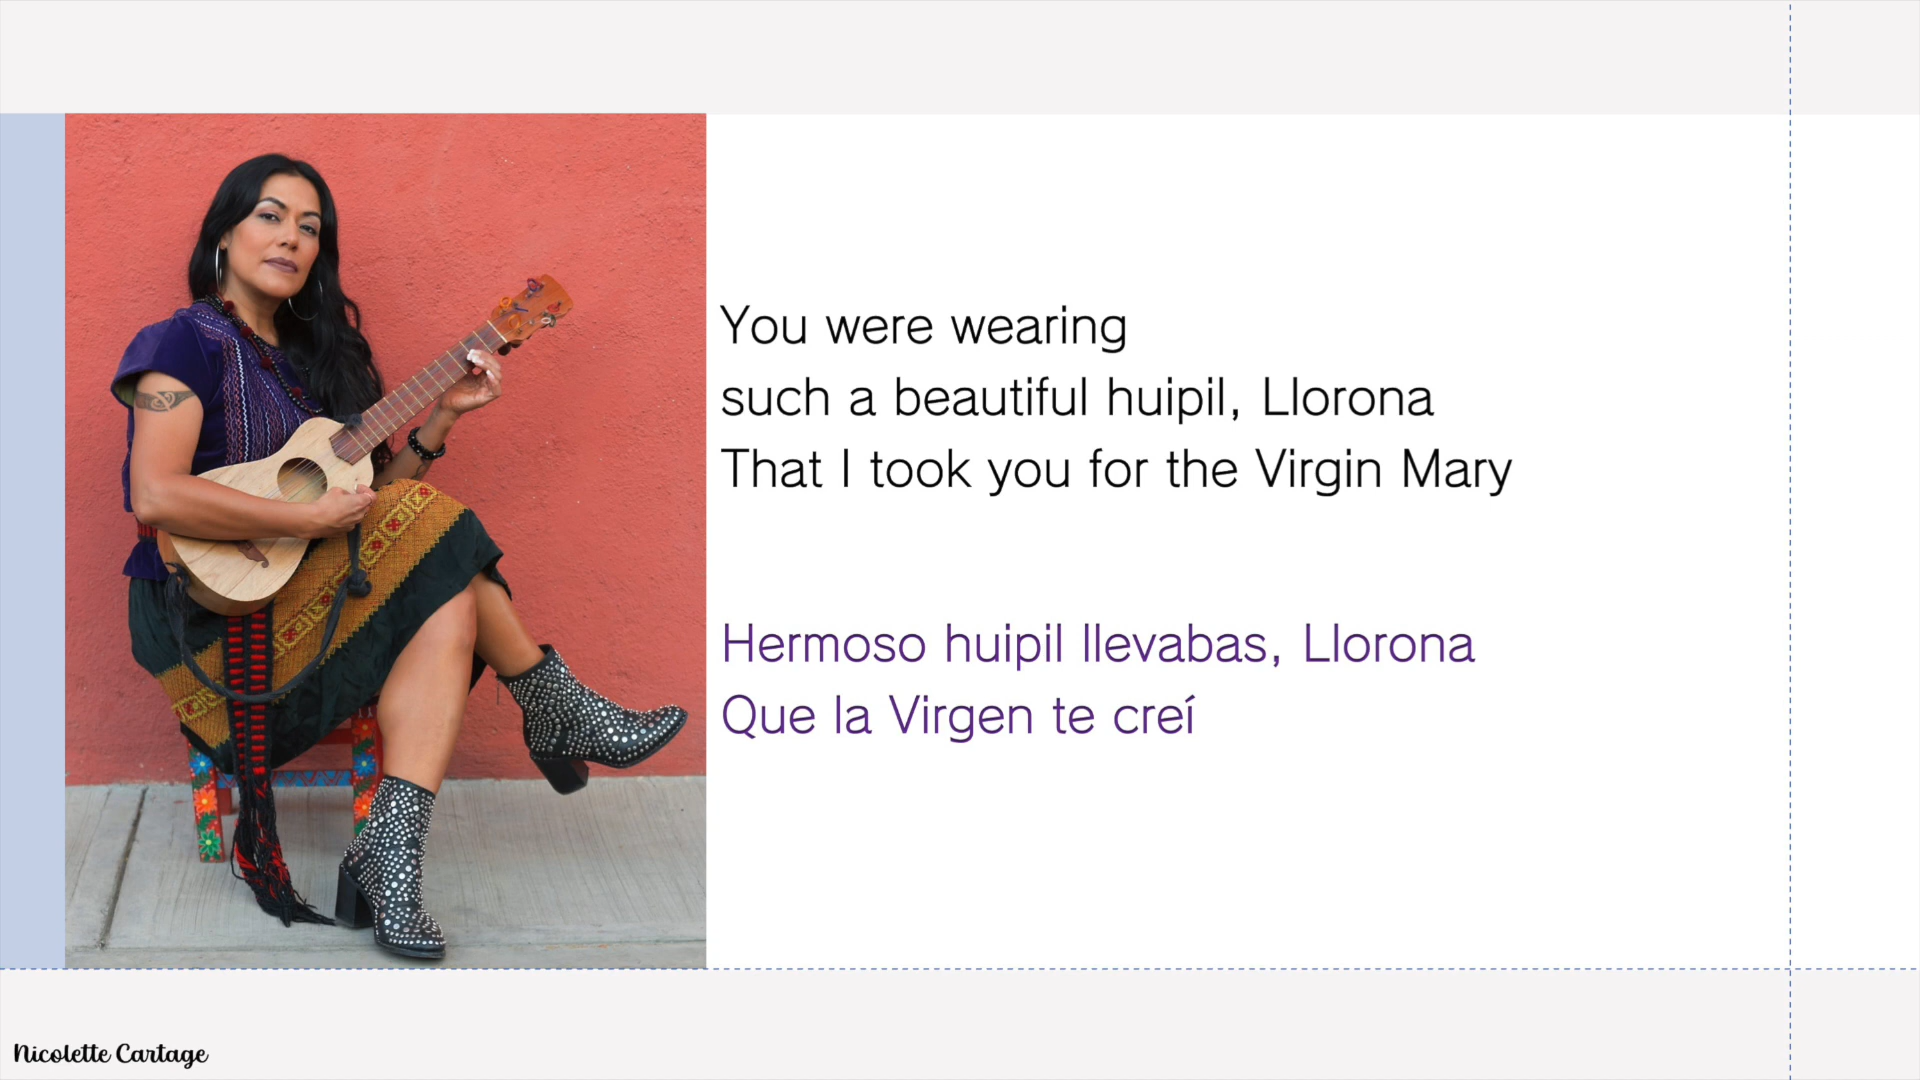 You were wearing
such a beautiful huipil, Llorona
That I took you for the Virgin Mary
Hermoso huipil llevabas, Llorona
Que la Virgen te creí
Nicolette Cartage